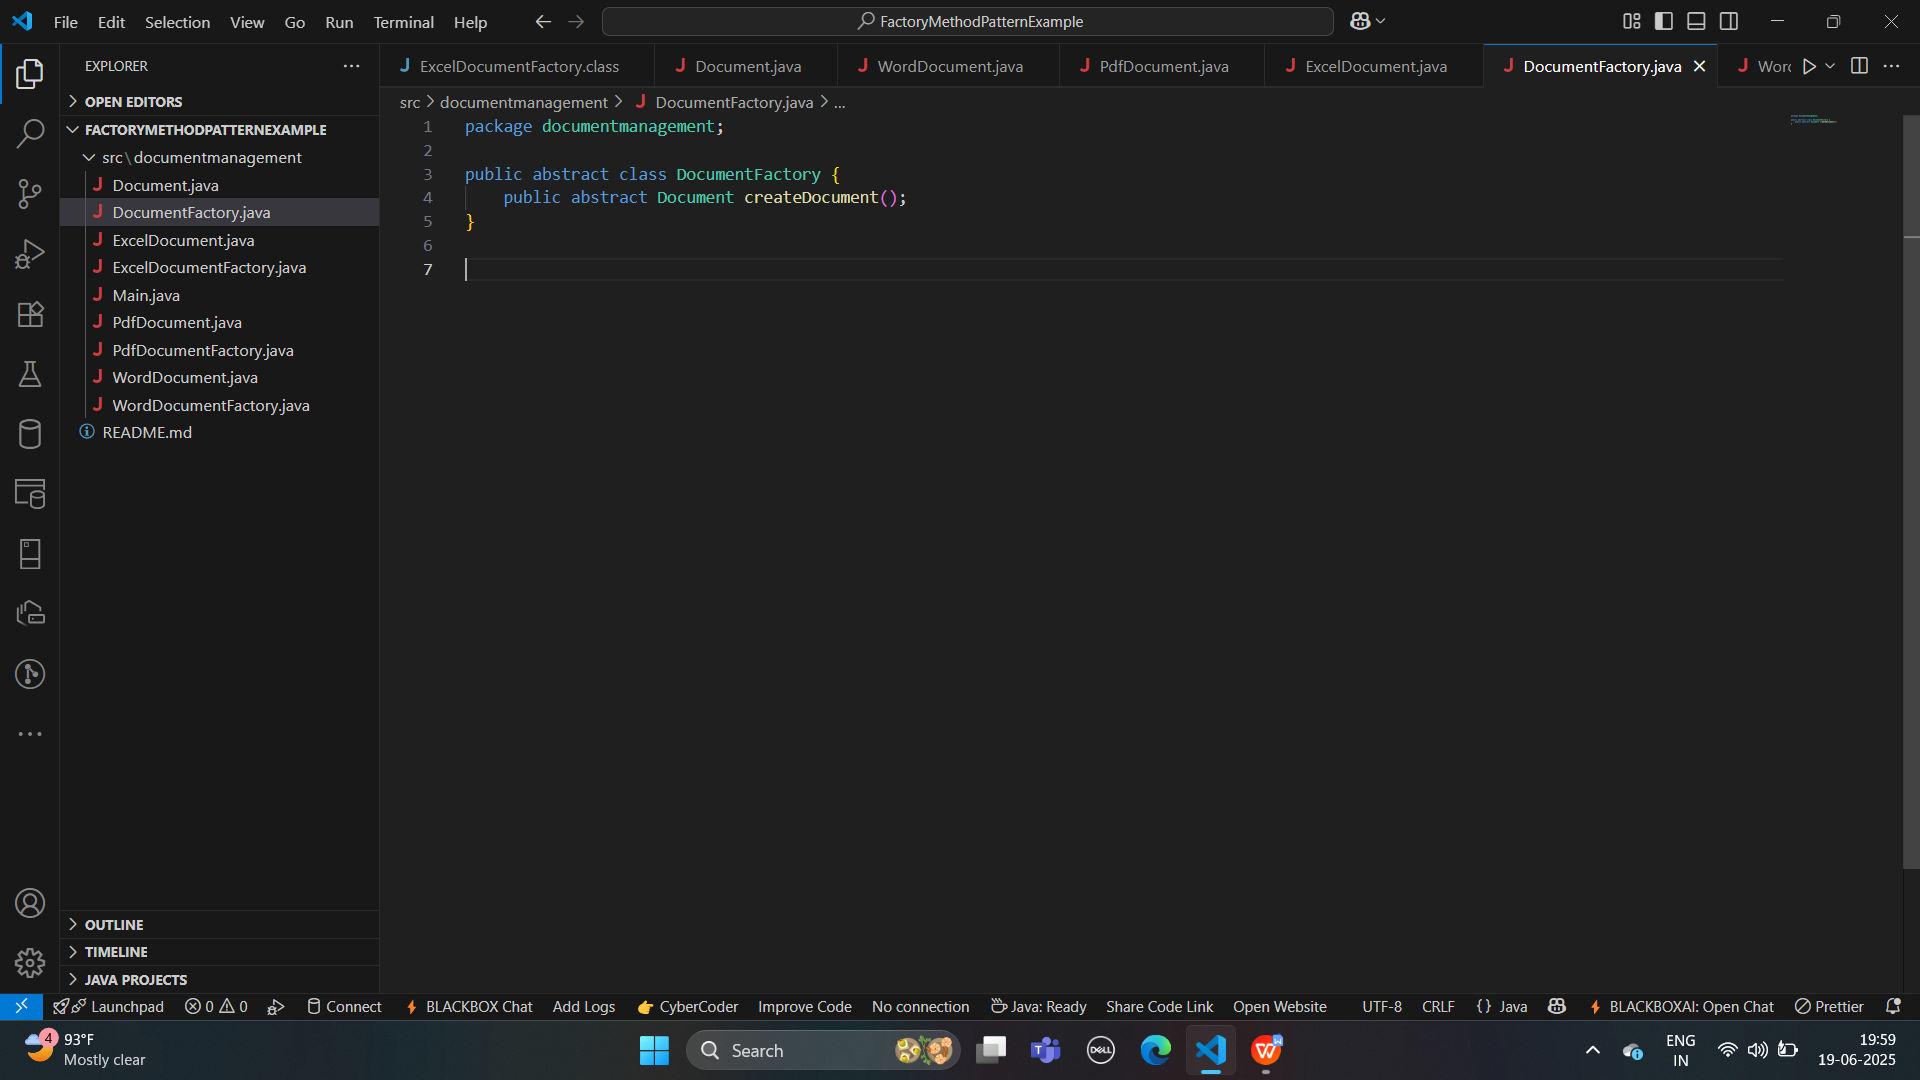 File Edit Selection View Go Run Terminal Help
FactoryMethodPatternExample
EXPLORER
ExcelDocumentFactory.class Document.java WordDocument.java PdfDocument.java ExcelDocument.java DocumentFactory.java Word
OPEN EDITORS
FACTORYMETHODPATTERNEXAMPLE
src\documentmanagement
Document.java
DocumentFactory.java
ExcelDocument.java
ExcelDocumentFactory.java
Main.java
PdfDocument.java
PdfDocumentFactory.java
WordDocument.java
WordDocumentFactory.java
README.md
src > documentmanagement > DocumentFactory.java > ...
1 package documentmanagement;
2
3 public abstract class DocumentFactory {
4 public abstract Document createDocument();
5 }
6
7
OUTLINE
TIMELINE
JAVA PROJECTS
Launchpad 0 0 Connect BLACKBOX Chat Add Logs CyberCoder Improve Code No connection Java: Ready Share Code Link Open Website UTF-8 CRLF {} Java BLACKBOXAI: Open Chat Prettier
4 93°F
Mostly clear
Search
DELL
ENG
IN
19:59
19-06-2025